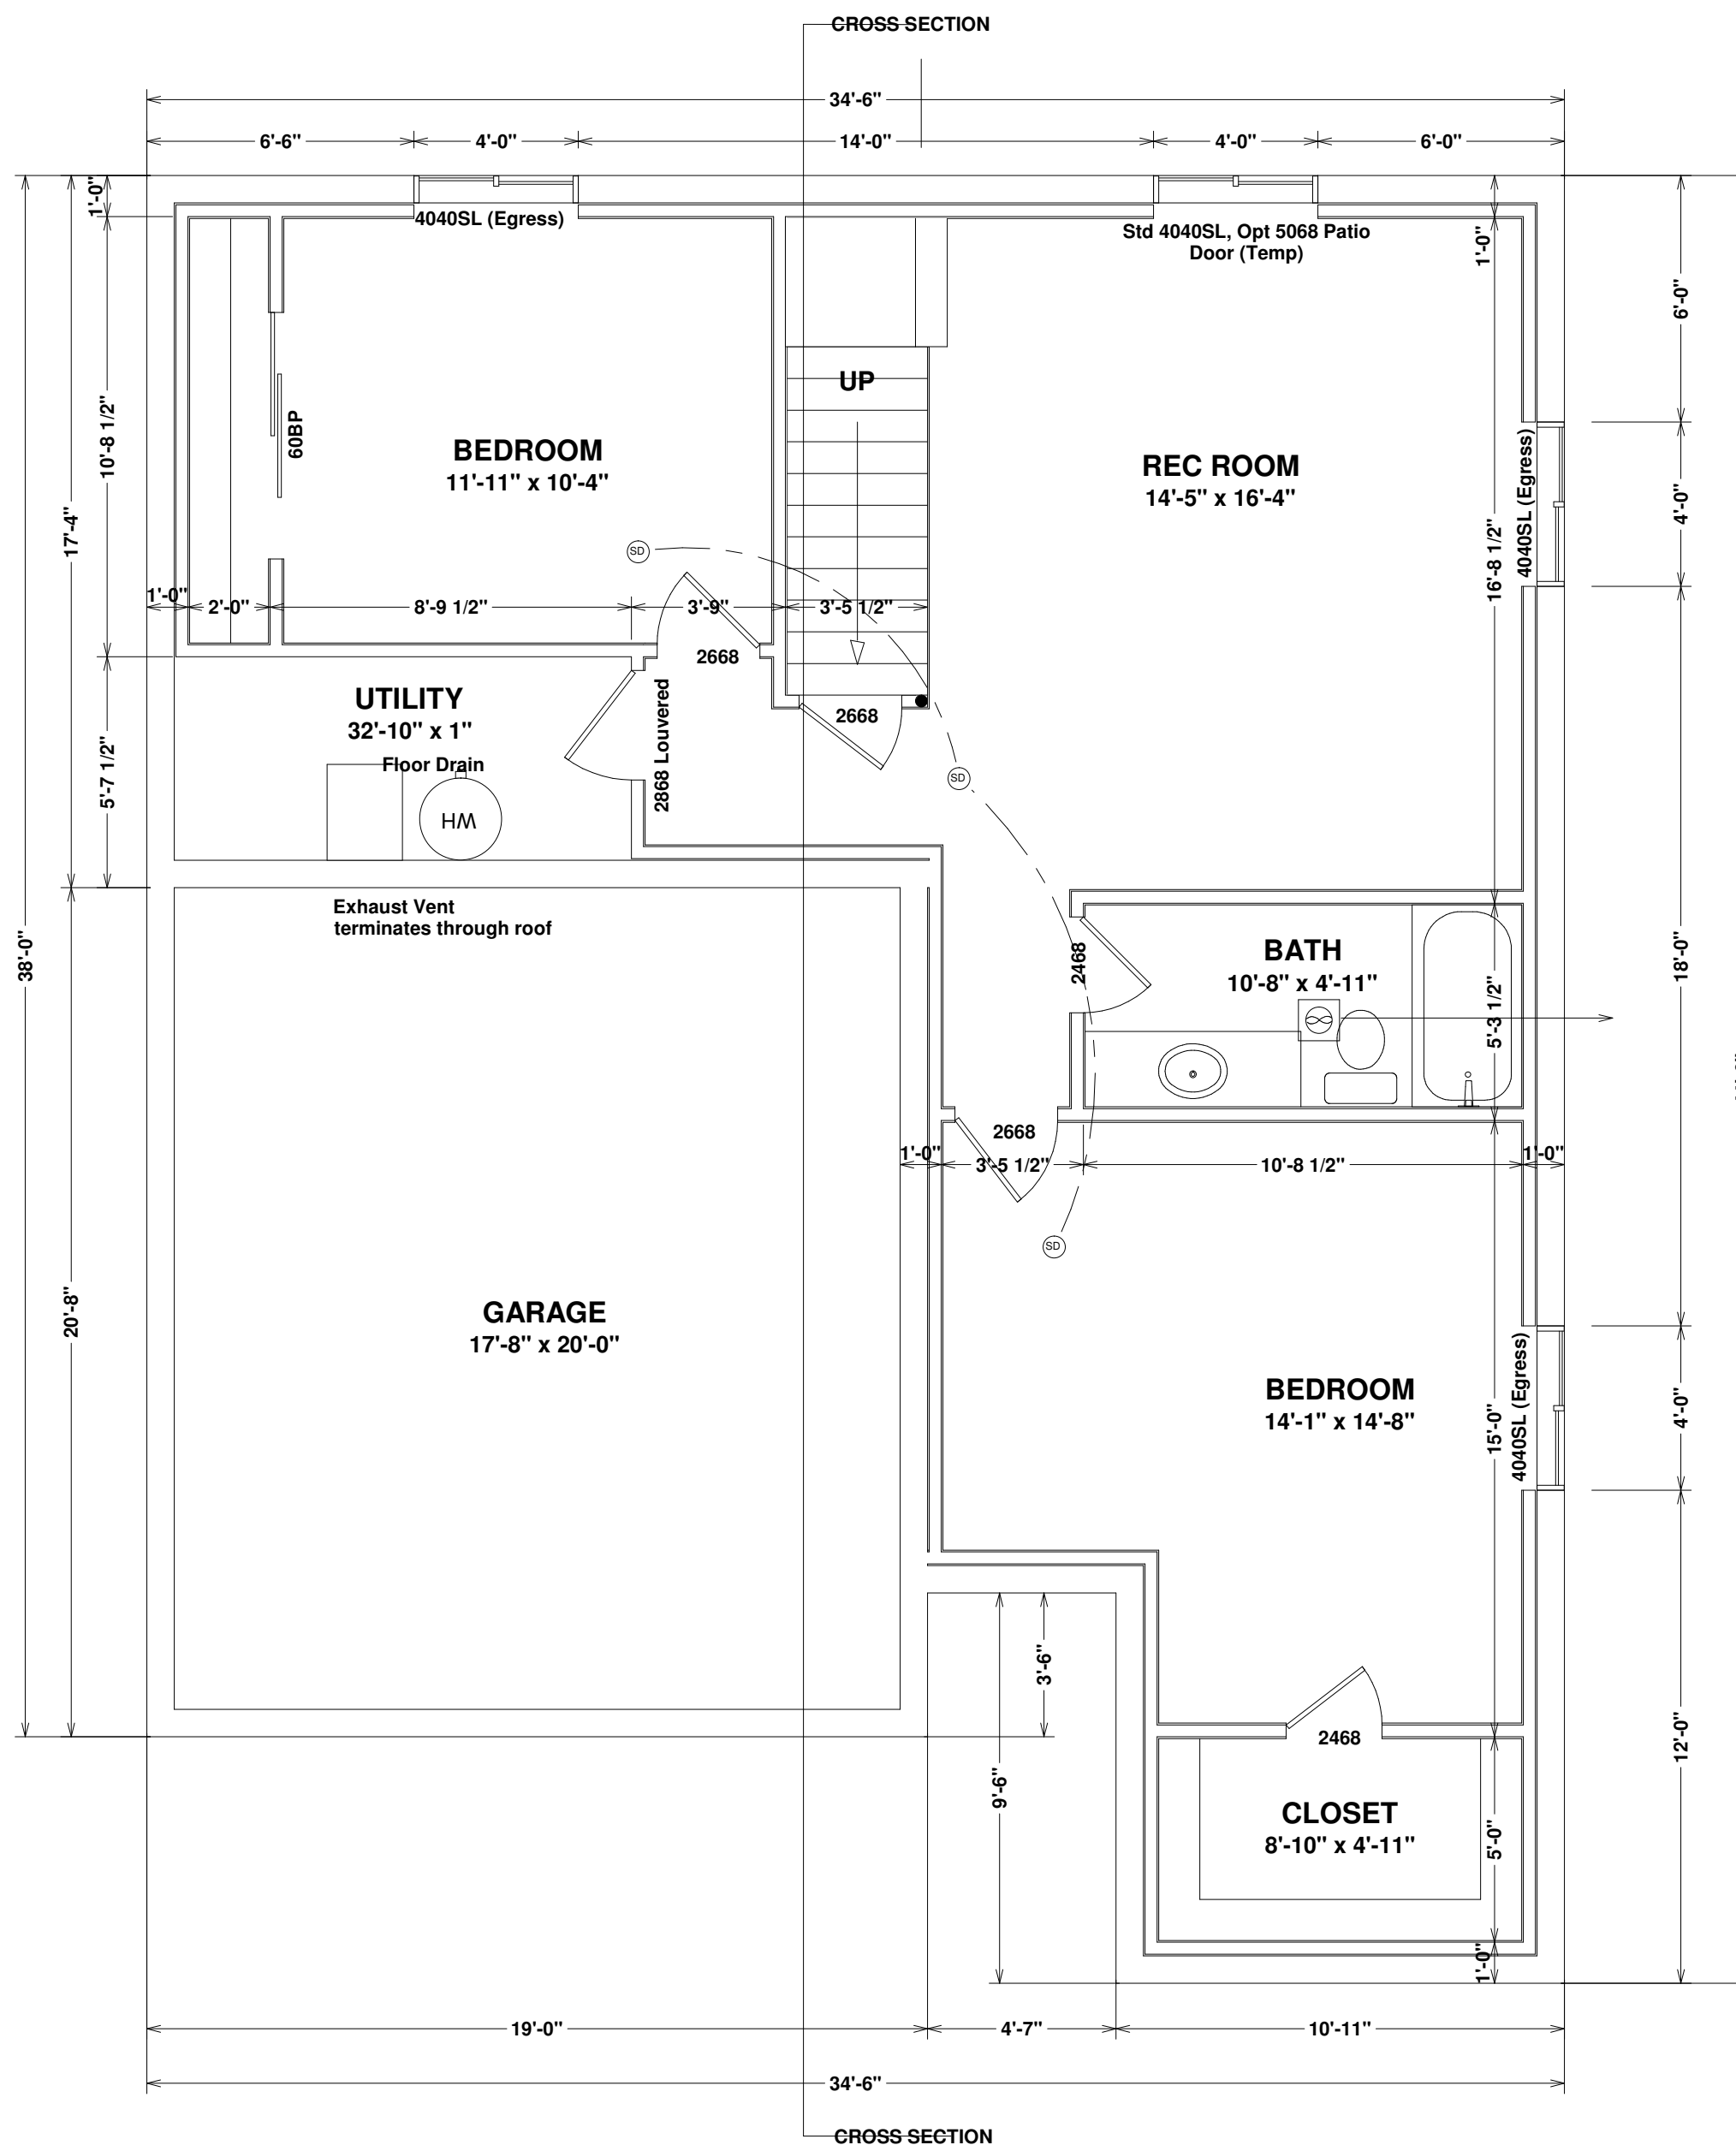 CROSS SECTION
34'-6"
6'-6" 4'-0" 14'-0" 4'-0" 6'-0"
1'-0"
4040SL (Egress)
Std 4040SL, Opt 5068 Patio
Door (Temp)
1'-0"
6'-0"
UP
10'-8 1/2"
60BP
BEDROOM
11'-11" x 10'-4"
REC ROOM
14'-5" x 16'-4"
4040SL (Egress)
4'-0"
17'-4"
16'-8 1/2"
SD
1'-0" 2'-0" 8'-9 1/2" 3'-9" 3'-5 1/2"
2668
UTILITY
32'-10" x 1"
2668
2868 Louvered
Floor Drain
5'-7 1/2"
SD
WH
Exhaust Vent
terminates through roof
38'-0"
2468
BATH
10'-8" x 4'-11"
18'-0"
5'-3 1/2"
2668
1'-0" 3'-5 1/2" 10'-8 1/2" 1'-0"
SD
20'-8"
GARAGE
17'-8" x 20'-0"
BEDROOM
14'-1" x 14'-8"
15'-0"
4040SL (Egress)
4'-0"
3'-6"
2468
12'-0"
9'-6"
CLOSET
8'-10" x 4'-11"
5'-0"
1'-0"
19'-0" 4'-7" 10'-11"
34'-6"
CROSS SECTION